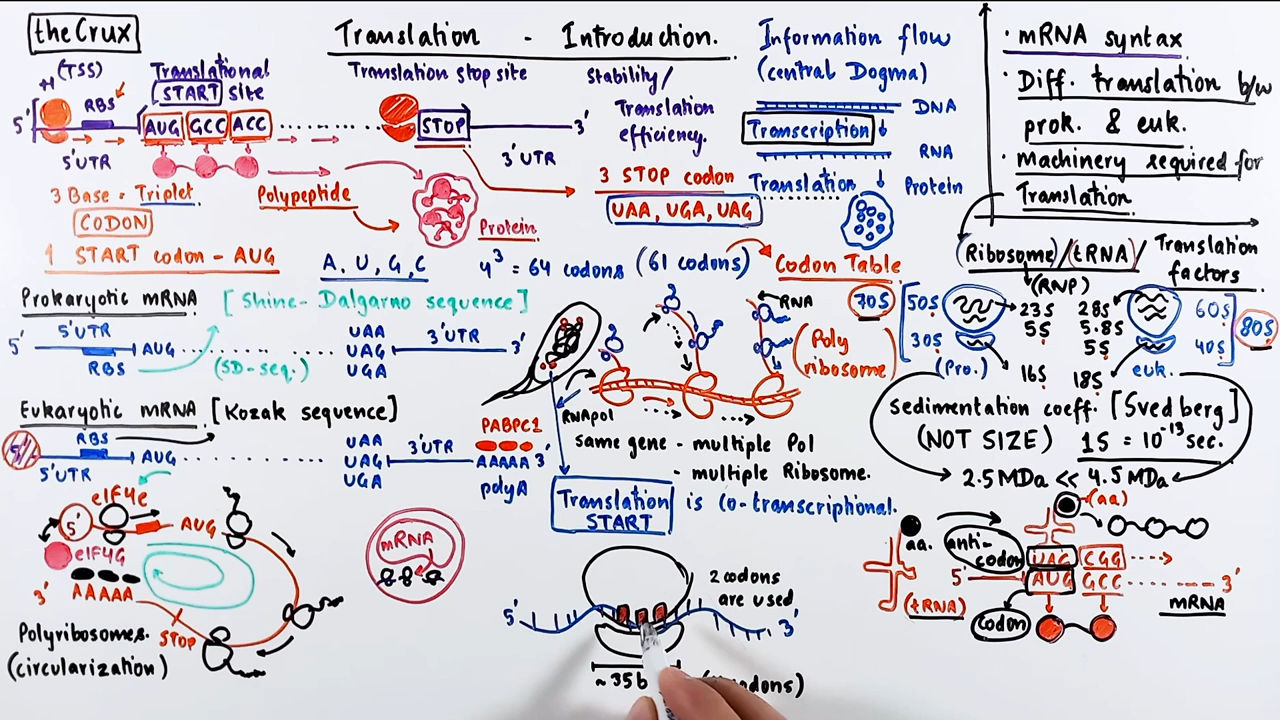 the Crux
Translation - Introduction.
+1 (TSS)
RBS
Translational
START site
5' AUG GCC ACC
5'UTR
Translation stop site
STOP 3'
3'UTR
Stability/
Translation
efficiency.
3 Base = Triplet
CODON
Polypeptide
Protein
3 STOP codon
UAA, UGA, UAG
1 START codon - AUG
A, U, G, C
4³ = 64 codons (61 codons)
Codon Table
Information flow
(central Dogma)
DNA
Transcription
RNA
Translation
Protein
· mRNA syntax
· Diff. translation b/w
prok. & euk.
· machinery required for
Translation
(Ribosome)/(tRNA)/ Translation
factors
(RNP)
70S 50S 23S 28S 60S 80S
5S 5.8S
30S 5S 40S
(Pro.) 16S 18S euk.
Sedimentation coeff. [Svedberg]
(NOT SIZE) 1S = 10⁻¹³ sec.
2.5MDa << 4.5MDa
Prokaryotic mRNA [Shine-Dalgarno sequence]
5'UTR UAA 3'UTR
5' AUG UAG 3'
RBS (SD-seq.) UGA
Eukaryotic mRNA [Kozak sequence]
RBS UAA 3'UTR PABPC1
5' AUG UAG AAAAA 3'
5'UTR UGA polyA
RNA
(Poly
ribosome)
RNApol
same gene - multiple Pol
- multiple Ribosome.
Translation
START
is co-transcriptional.
eIF4e
5' AUG
eIF4G
3' AAAAA
STOP
Polyribosomes.
(circularization)
mRNA
2 codons
are used
5' 3'
~35b
aa.
(tRNA)
anti-
codon
(aa)
UAG CGG
5' AUG GCC 3'
mRNA
Codon